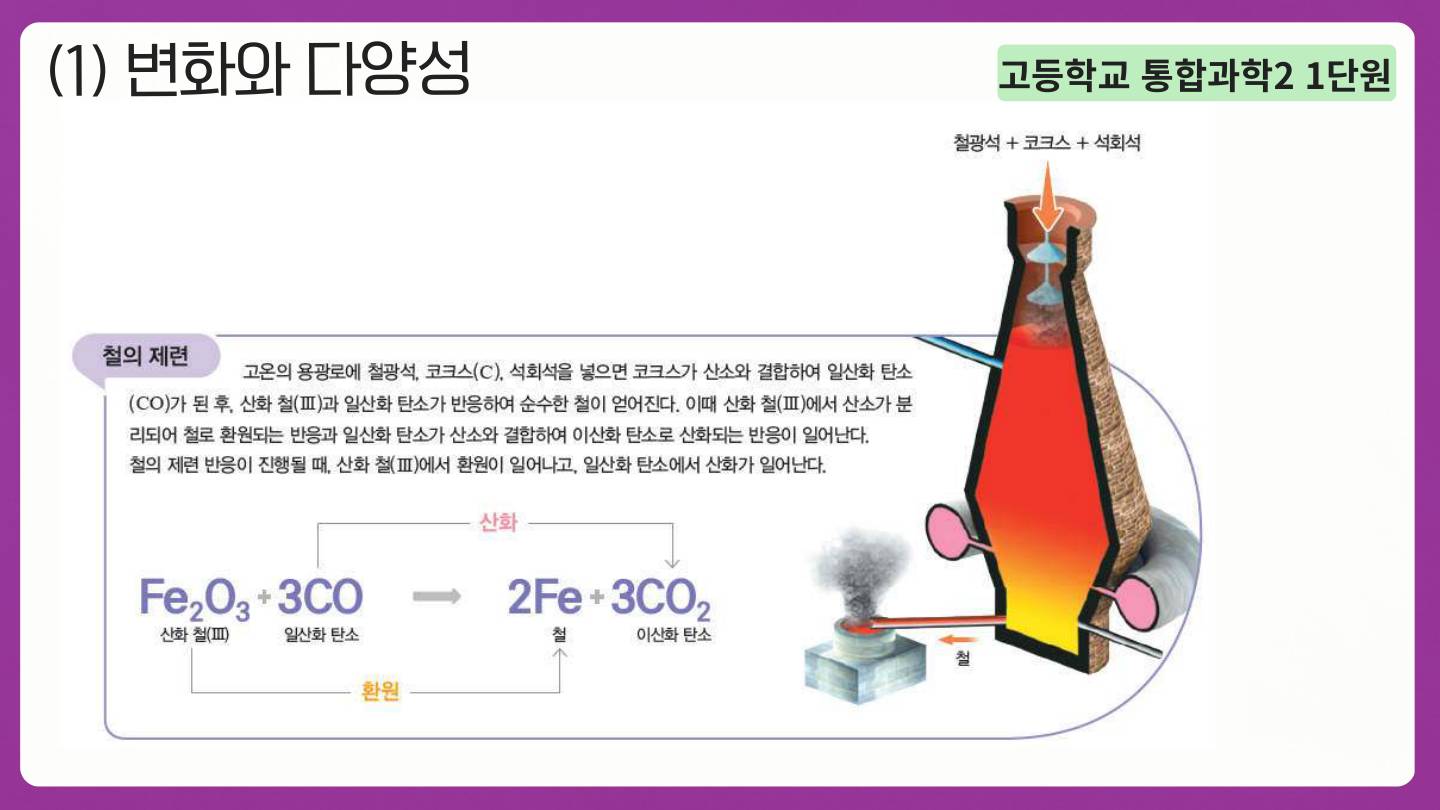 (1) 변화와 다양성
고등학교 통합과학2 1단원
철광석 + 코크스 + 석회석
철의 제련
고온의 용광로에 철광석, 코크스(C), 석회석을 넣으면 코크스가 산소와 결합하여 일산화 탄소
(CO)가 된 후, 산화 철(Ⅲ)과 일산화 탄소가 반응하여 순수한 철이 얻어진다. 이때 산화 철(Ⅲ)에서 산소가 분
리되어 철로 환원되는 반응과 일산화 탄소가 산소와 결합하여 이산화 탄소로 산화되는 반응이 일어난다.
철의 제련 반응이 진행될 때, 산화 철(Ⅲ)에서 환원이 일어나고, 일산화 탄소에서 산화가 일어난다.
산화
Fe₂O₃ + 3CO → 2Fe + 3CO₂
산화 철(Ⅲ) 일산화 탄소 철 이산화 탄소
환원
철